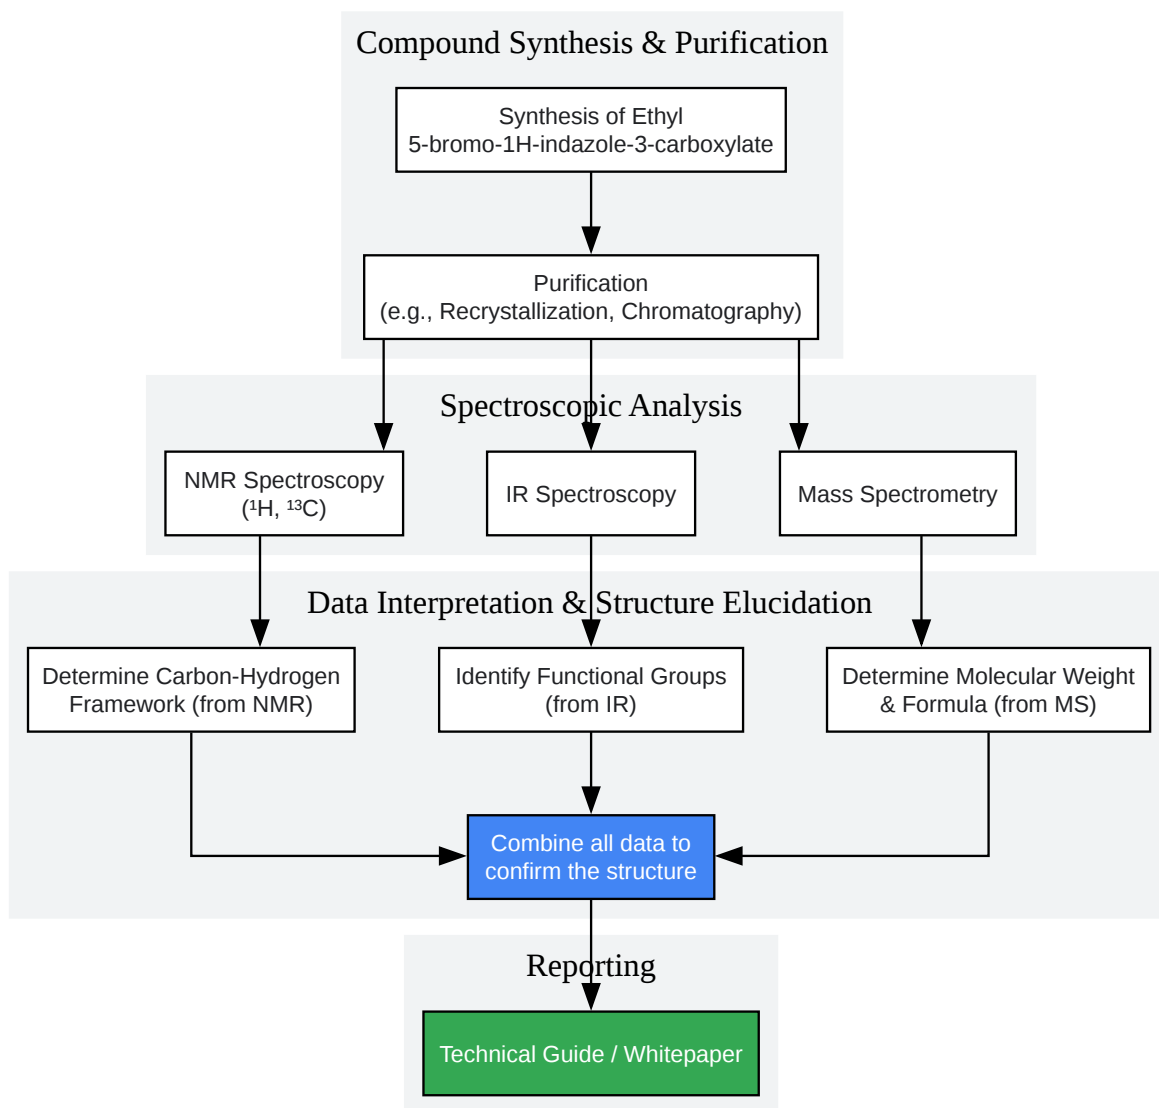 Compound Synthesis & Purification
Synthesis of Ethyl
5-bromo-1H-indazole-3-carboxylate
Purification
(e.g., Recrystallization, Chromatography)
Spectroscopic Analysis
NMR Spectroscopy
(¹H, ¹³C)
IR Spectroscopy
Mass Spectrometry
Data Interpretation & Structure Elucidation
Determine Carbon-Hydrogen
Framework (from NMR)
Identify Functional Groups
(from IR)
Determine Molecular Weight
& Formula (from MS)
Combine all data to
confirm the structure
Reporting
Technical Guide / Whitepaper